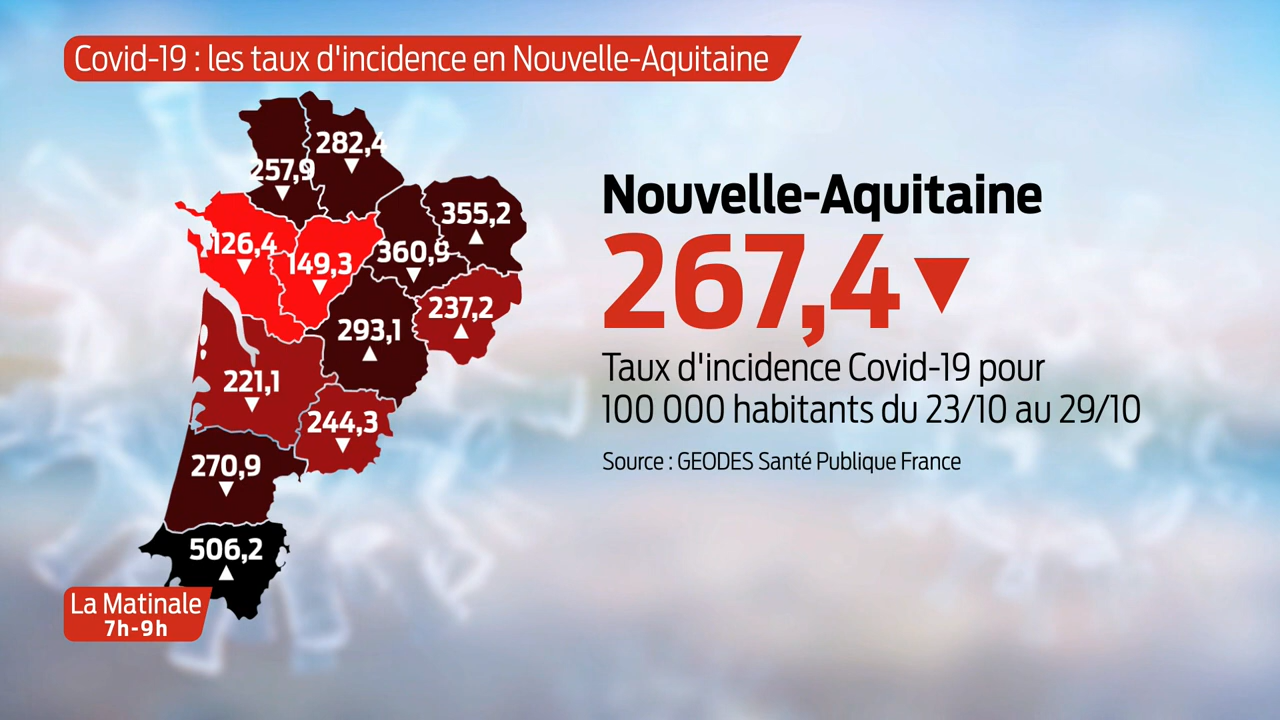 Covid-19 : les taux d'incidence en Nouvelle-Aquitaine
282,4
257,9
355,2
126,4
149,3
360,9
237,2
293,1
221,1
244,3
270,9
506,2
La Matinale
7h-9h
Nouvelle-Aquitaine
267,4
Taux d'incidence Covid-19 pour
100 000 habitants du 23/10 au 29/10
Source : GEODES Santé Publique France